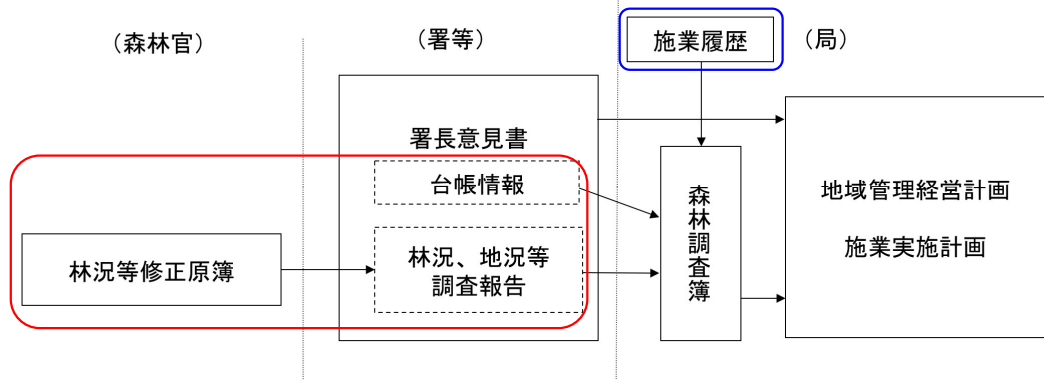 （森林官）
（署等）
施業履歴
（局）
署長意見書
台帳情報
林況等修正原簿
林況、地況等
調査報告
森林調査簿
地域管理経営計画
施業実施計画